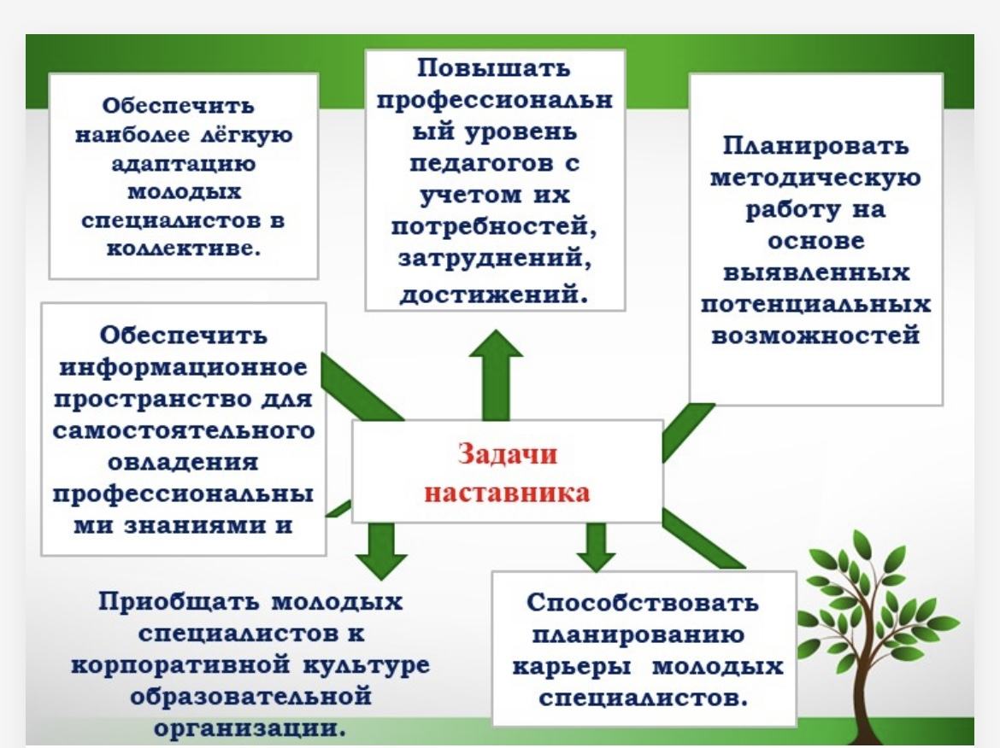 Обеспечить
наиболее лёгкую
адаптацию
молодых
специалистов в
коллективе.
Повышать
профессиональн
ый уровень
педагогов с
учетом их
потребностей,
затруднений,
достижений.
Планировать
методическую
работу на
основе
выявленных
потенциальных
возможностей
Обеспечить
информационное
пространство для
самостоятельного
овладения
профессиональны
ми знаниями и
Задачи
наставника
Приобщать молодых
специалистов к
корпоративной культуре
образовательной
организации.
Способствовать
планированию
карьеры молодых
специалистов.